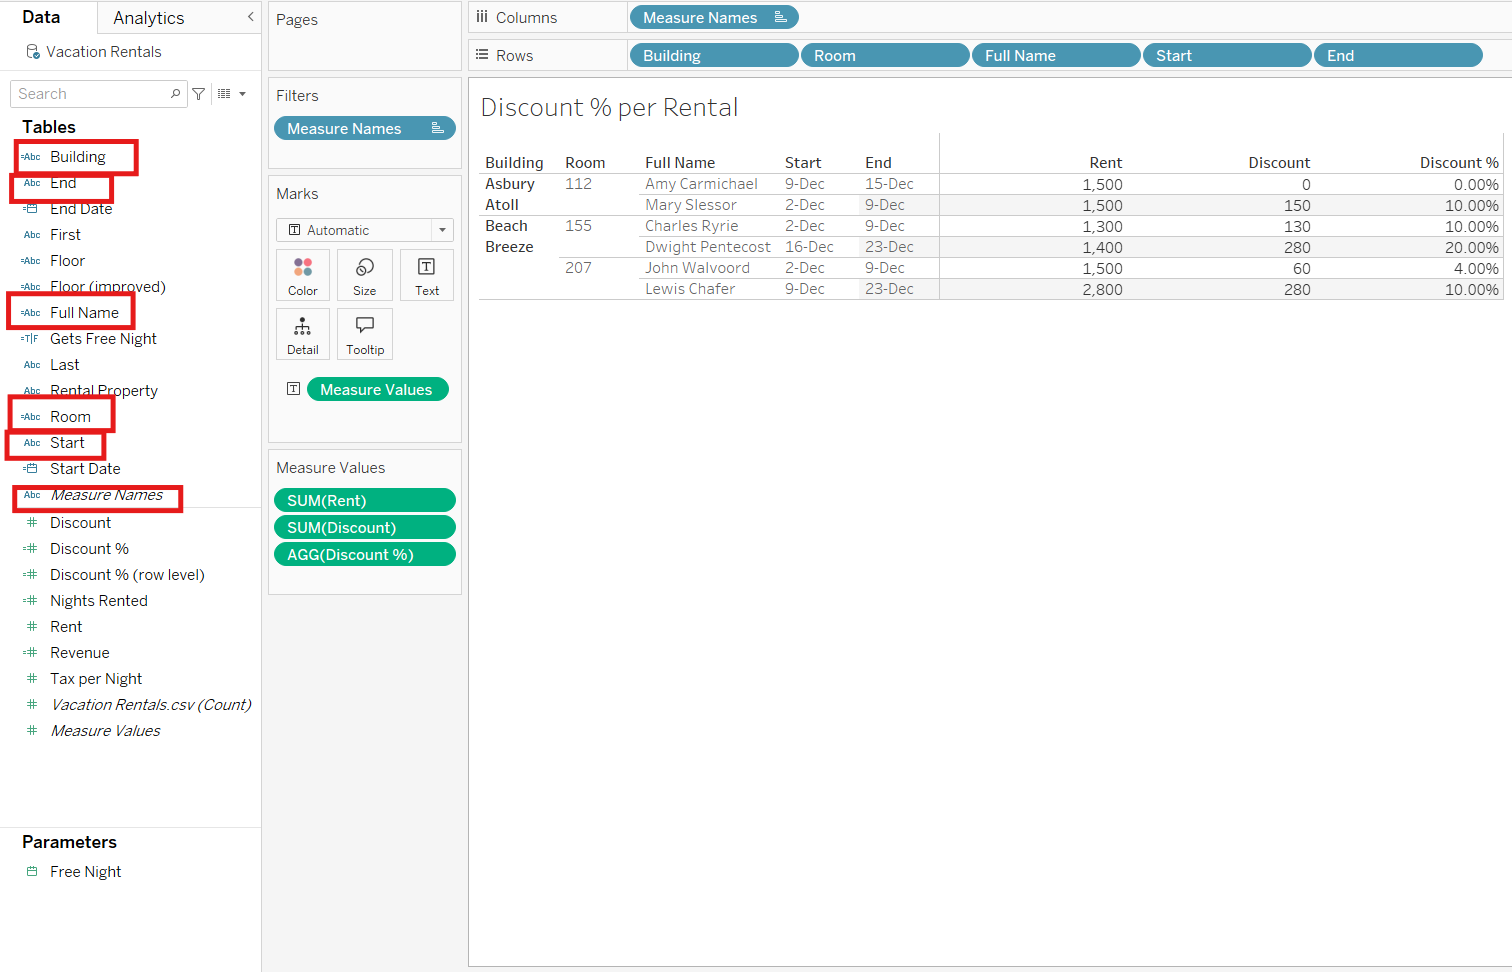 Data
Analytics
Vacation Rentals
Search
Tables
=Abc Building
Abc End
End Date
Abc First
=Abc Floor
=Abc Floor (improved)
=Abc Full Name
=T|F Gets Free Night
Abc Last
Abc Rental Property
=Abc Room
Abc Start
Start Date
Abc Measure Names
# Discount
=# Discount %
=# Discount % (row level)
=# Nights Rented
# Rent
=# Revenue
# Tax per Night
# Vacation Rentals.csv (Count)
# Measure Values
Parameters
Free Night
Pages
Filters
Measure Names
Marks
T Automatic
Color Size Text
Detail Tooltip
T Measure Values
Measure Values
SUM(Rent)
SUM(Discount)
AGG(Discount %)
Columns Measure Names
Rows Building Room Full Name Start End
Discount % per Rental
Building Room Full Name Start End Rent Discount Discount %
Asbury 112 Amy Carmichael 9-Dec 15-Dec 1,500 0 0.00%
Atoll Mary Slessor 2-Dec 9-Dec 1,500 150 10.00%
Beach 155 Charles Ryrie 2-Dec 9-Dec 1,300 130 10.00%
Breeze Dwight Pentecost 16-Dec 23-Dec 1,400 280 20.00%
207 John Walvoord 2-Dec 9-Dec 1,500 60 4.00%
Lewis Chafer 9-Dec 23-Dec 2,800 280 10.00%